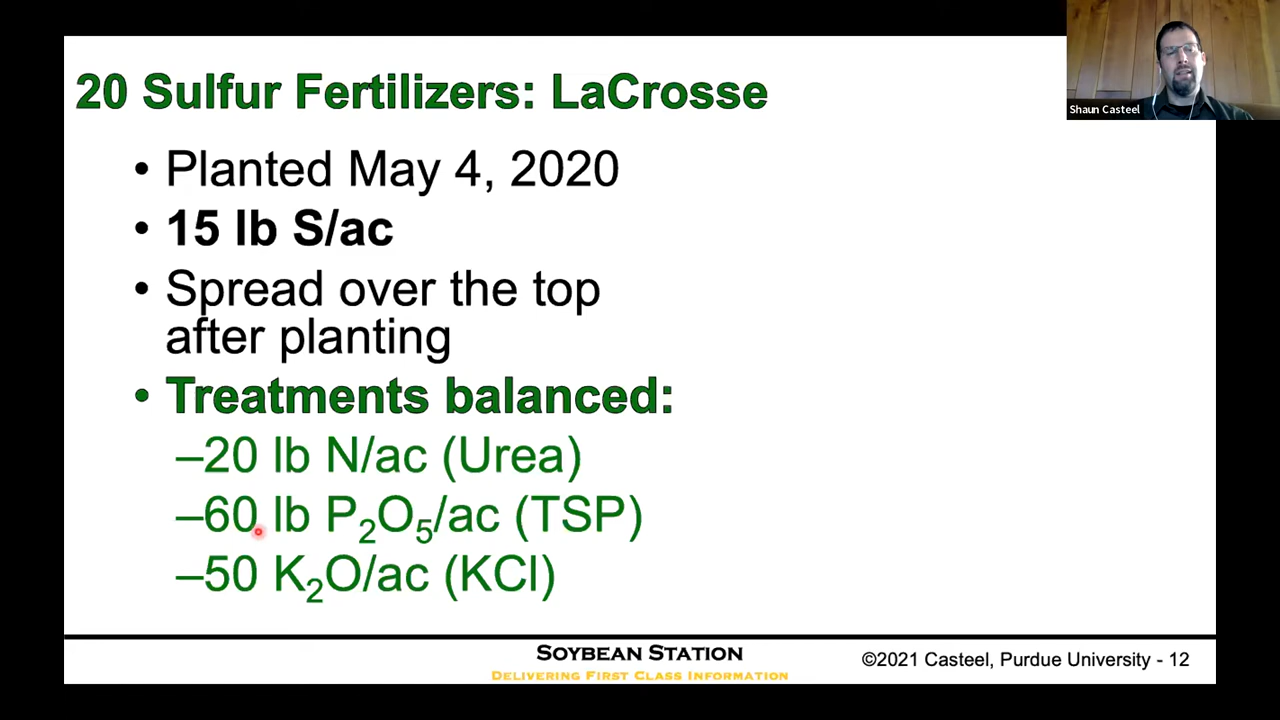 20 Sulfur Fertilizers: LaCrosse
Shaun Casteel
• Planted May 4, 2020
• 15 lb S/ac
• Spread over the top
after planting
• Treatments balanced:
–20 lb N/ac (Urea)
–60 lb P₂O₅/ac (TSP)
–50 K₂O/ac (KCl)
SOYBEAN STATION
DELIVERING FIRST CLASS INFORMATION
©2021 Casteel, Purdue University - 12